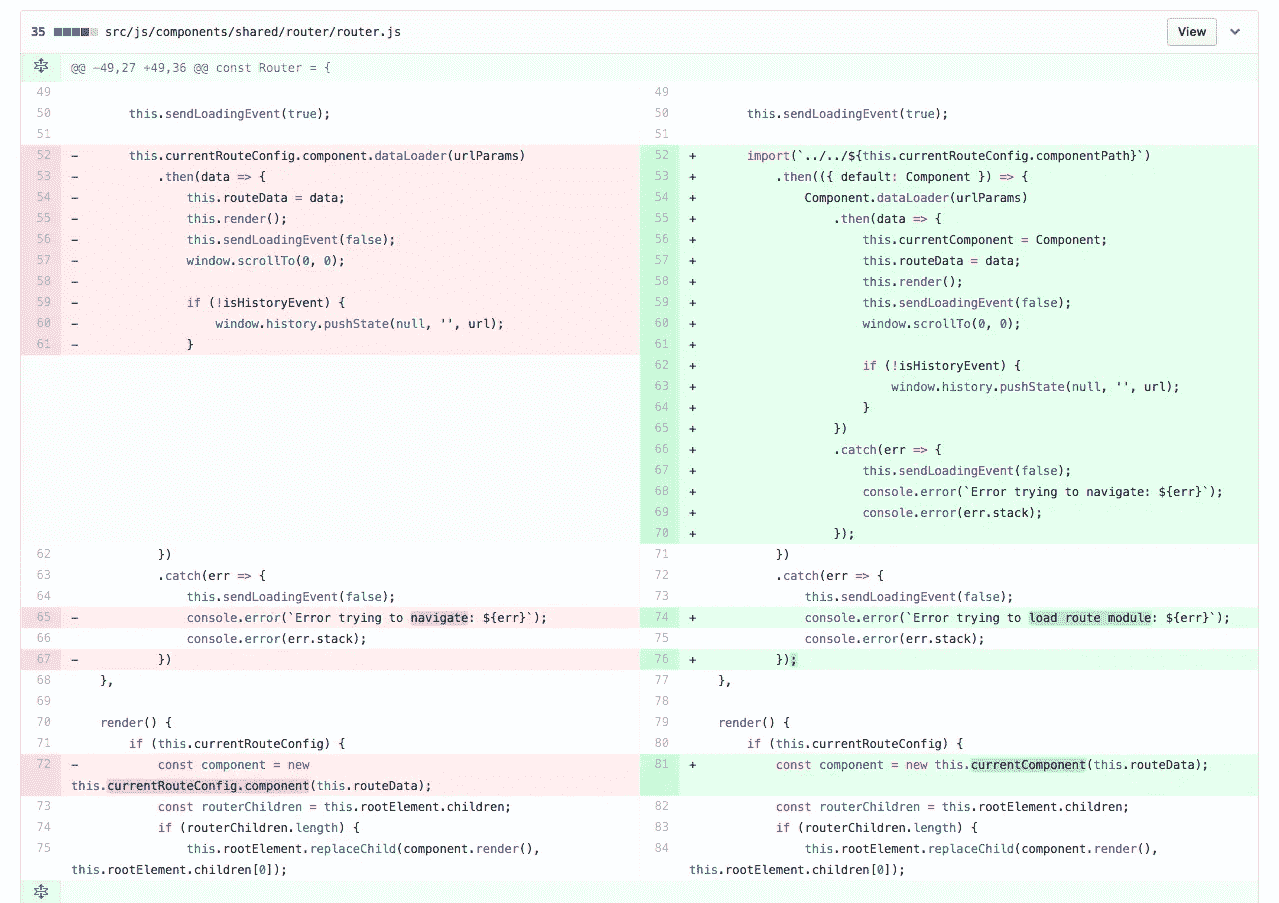 35 src/js/components/shared/router/router.js View
@@ -49,27 +49,36 @@ const Router = {
49
50 this.sendLoadingEvent(true);
51
52 - this.currentRouteConfig.component.dataLoader(urlParams)
53 - .then(data => {
54 - this.routeData = data;
55 - this.render();
56 - this.sendLoadingEvent(false);
57 - window.scrollTo(0, 0);
58 -
59 - if (!isHistoryEvent) {
60 - window.history.pushState(null, '', url);
61 - }
62 })
63 .catch(err => {
64 this.sendLoadingEvent(false);
65 - console.error(`Error trying to navigate: ${err}`);
66 console.error(err.stack);
67 - })
68 },
69
70 render() {
71 if (this.currentRouteConfig) {
72 - const component = new
this.currentRouteConfig.component(this.routeData);
73 const routerChildren = this.rootElement.children;
74 if (routerChildren.length) {
75 this.rootElement.replaceChild(component.render(),
this.rootElement.children[0]);
49
50 this.sendLoadingEvent(true);
51
52 + import(`../../${this.currentRouteConfig.componentPath}`)
53 + .then(({ default: Component }) => {
54 + Component.dataLoader(urlParams)
55 + .then(data => {
56 + this.currentComponent = Component;
57 + this.routeData = data;
58 + this.render();
59 + this.sendLoadingEvent(false);
60 + window.scrollTo(0, 0);
61 +
62 + if (!isHistoryEvent) {
63 + window.history.pushState(null, '', url);
64 + }
65 + })
66 + .catch(err => {
67 + this.sendLoadingEvent(false);
68 + console.error(`Error trying to navigate: ${err}`);
69 + console.error(err.stack);
70 + });
71 })
72 .catch(err => {
73 this.sendLoadingEvent(false);
74 + console.error(`Error trying to load route module: ${err}`);
75 console.error(err.stack);
76 + });
77 },
78
79 render() {
80 if (this.currentRouteConfig) {
81 + const component = new this.currentComponent(this.routeData);
82 const routerChildren = this.rootElement.children;
83 if (routerChildren.length) {
84 this.rootElement.replaceChild(component.render(),
this.rootElement.children[0]);